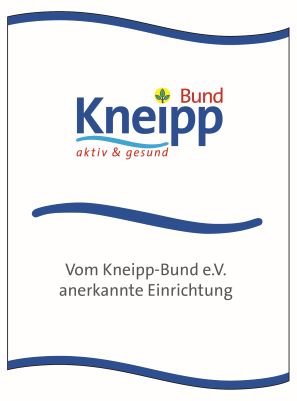 Bund
Kneipp
aktiv & gesund
Vom Kneipp-Bund e.V.
anerkannte Einrichtung